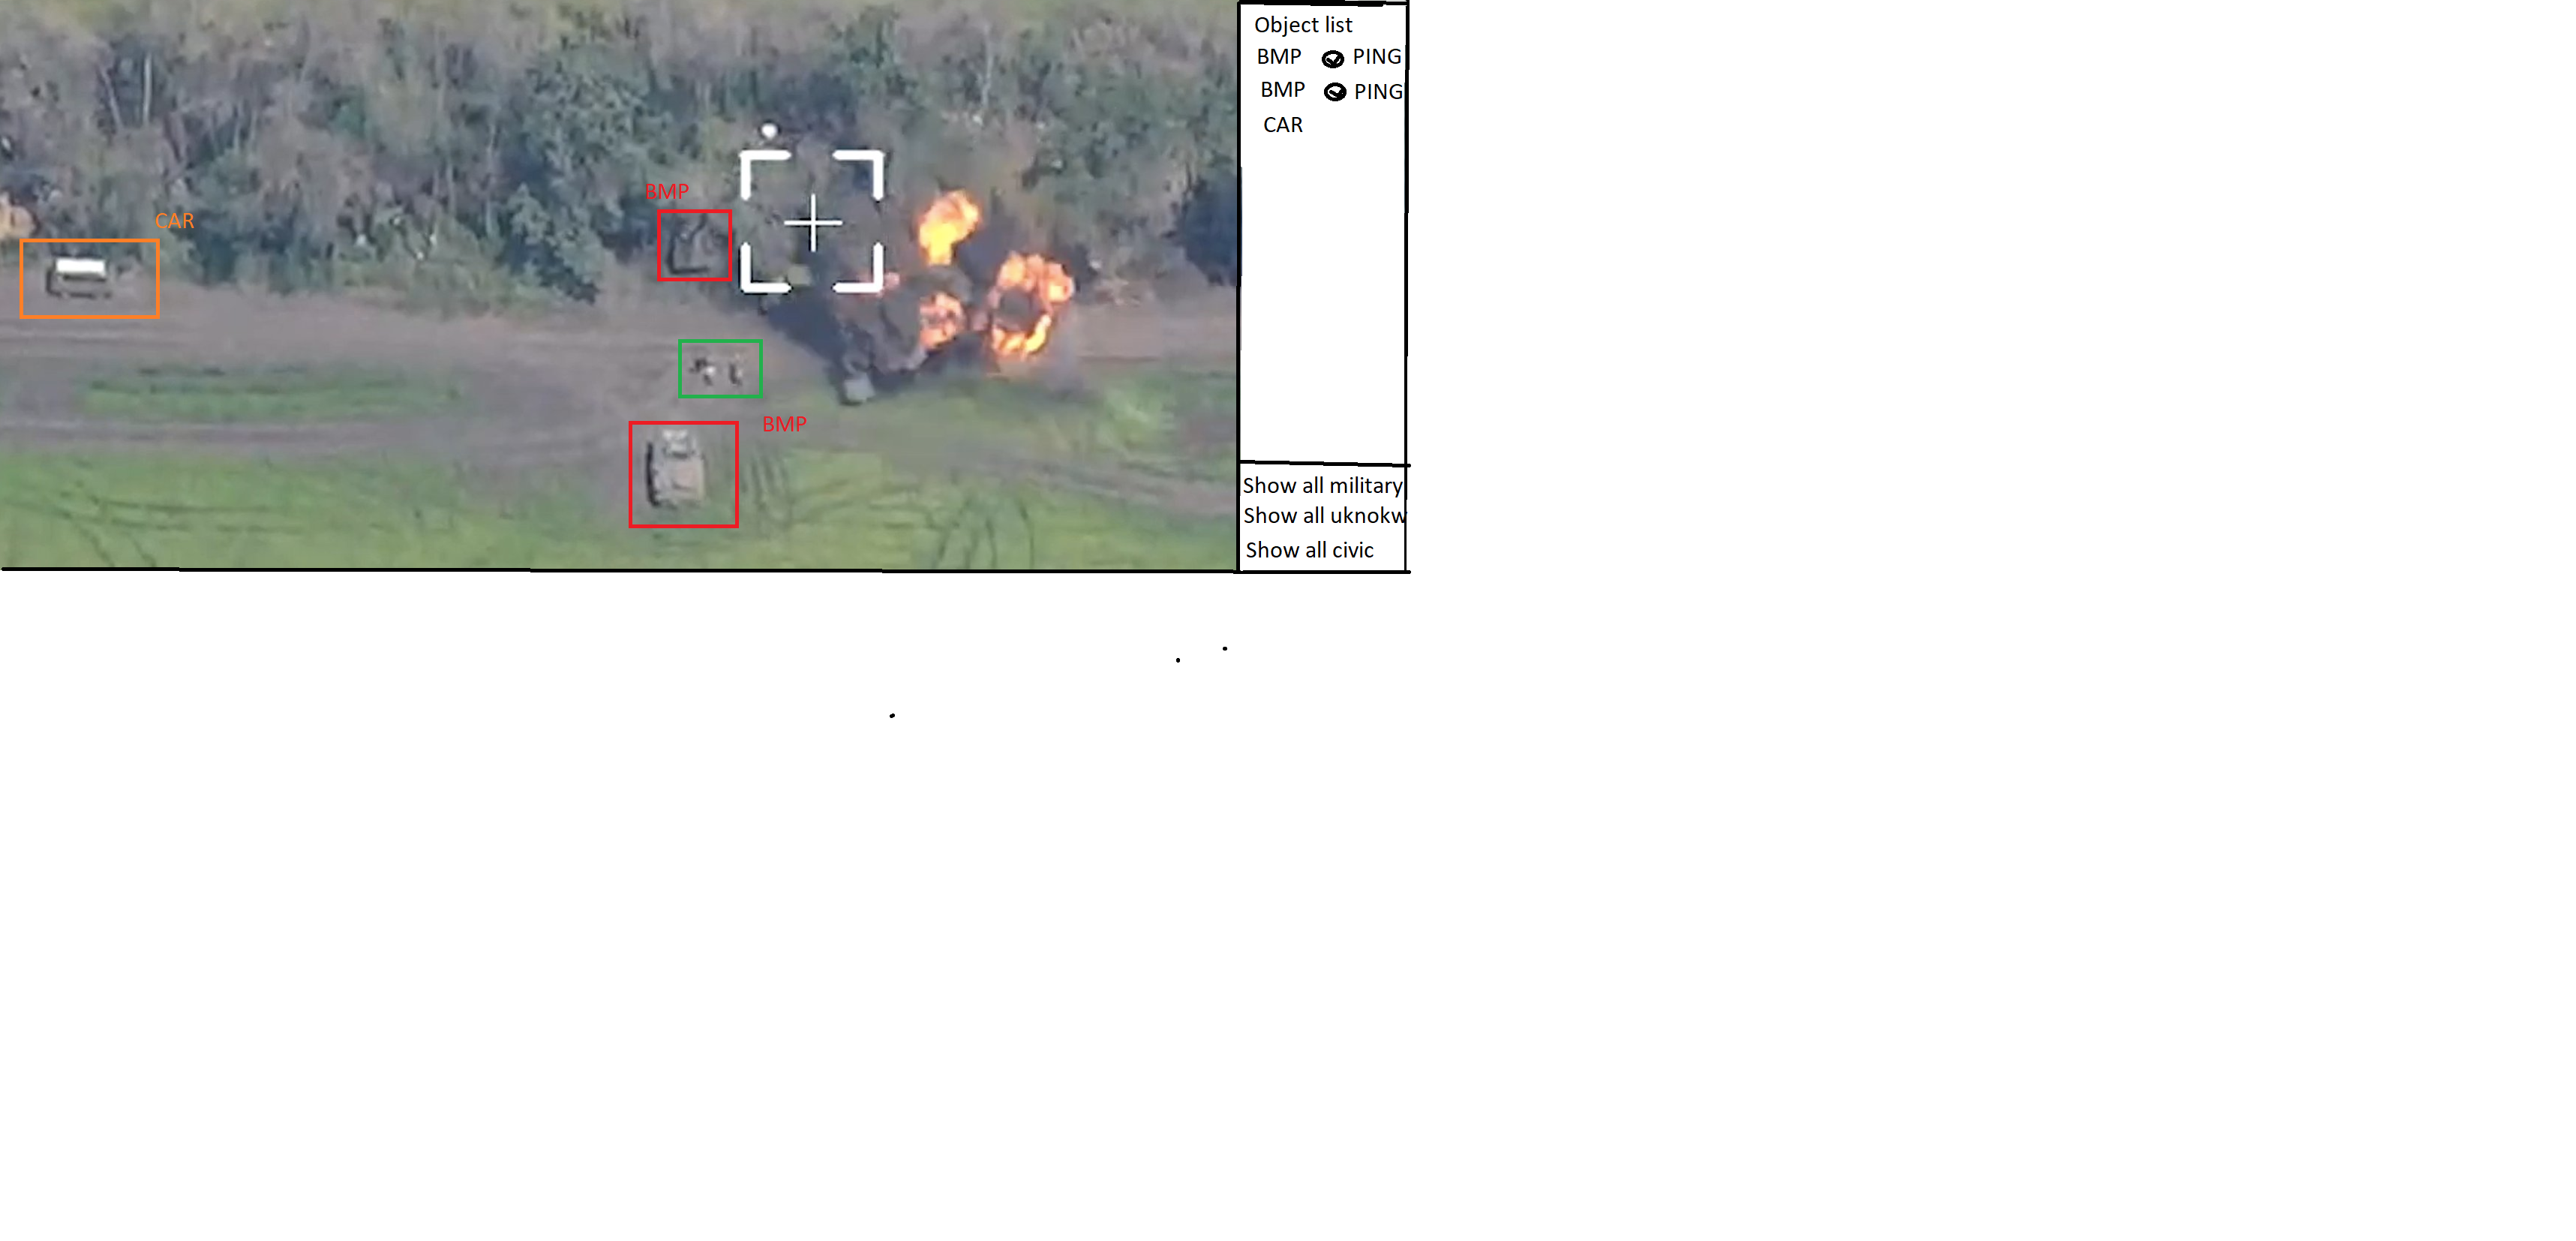 Object list
BMP PING
BMP PING
CAR
BMP
CAR
BMP
Show all military
Show all uknokw
Show all civic